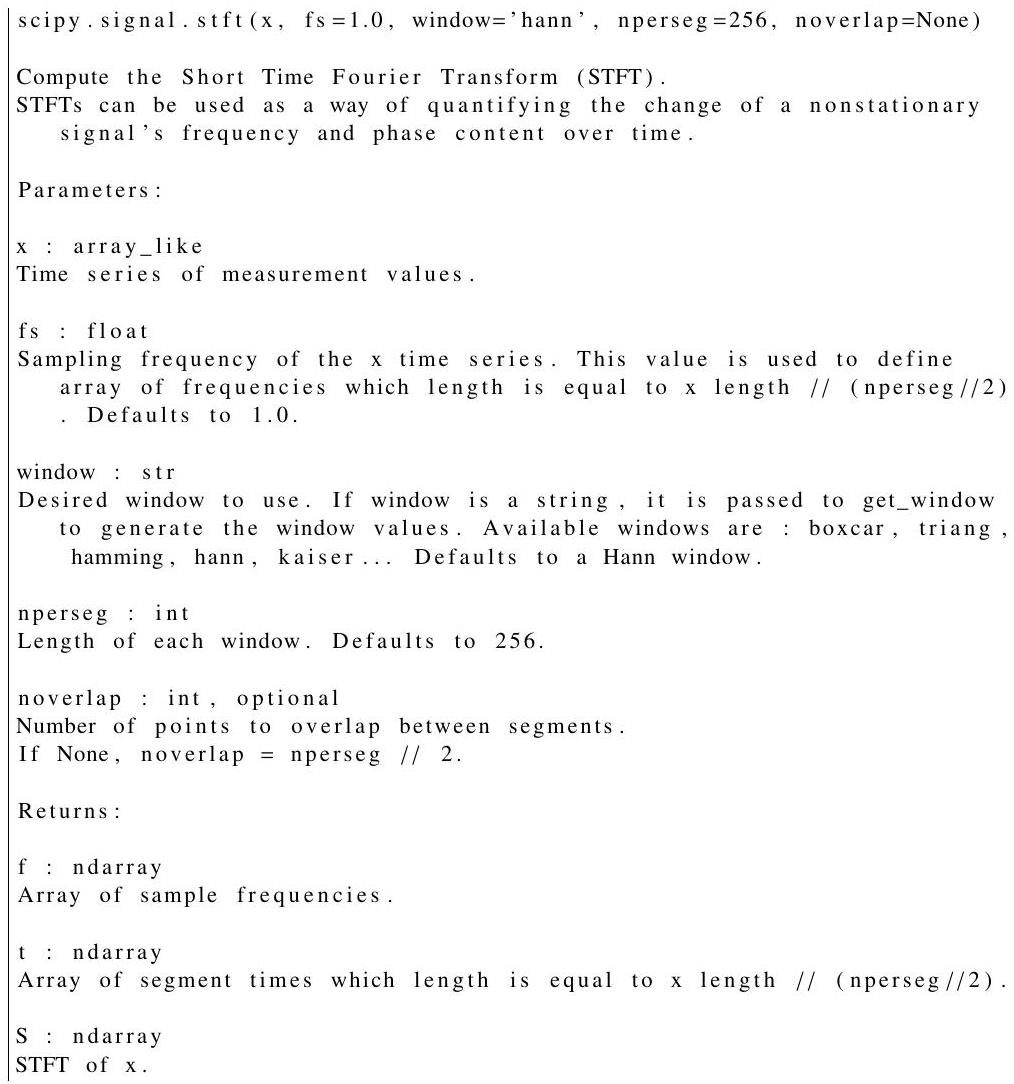 scipy.signal.stft(x, fs=1.0, window='hann', nperseg=256, noverlap=None)
Compute the Short Time Fourier Transform (STFT).
STFTs can be used as a way of quantifying the change of a nonstationary
signal's frequency and phase content over time.
Parameters:
x : array_like
Time series of measurement values.
fs : float
Sampling frequency of the x time series. This value is used to define
array of frequencies which length is equal to x length // (nperseg//2)
. Defaults to 1.0.
window : str
Desired window to use. If window is a string, it is passed to get_window
to generate the window values. Available windows are : boxcar, triang,
hamming, hann, kaiser... Defaults to a Hann window.
nperseg : int
Length of each window. Defaults to 256.
noverlap : int, optional
Number of points to overlap between segments.
If None, noverlap = nperseg // 2.
Returns:
f : ndarray
Array of sample frequencies.
t : ndarray
Array of segment times which length is equal to x length // (nperseg//2).
S : ndarray
STFT of x.